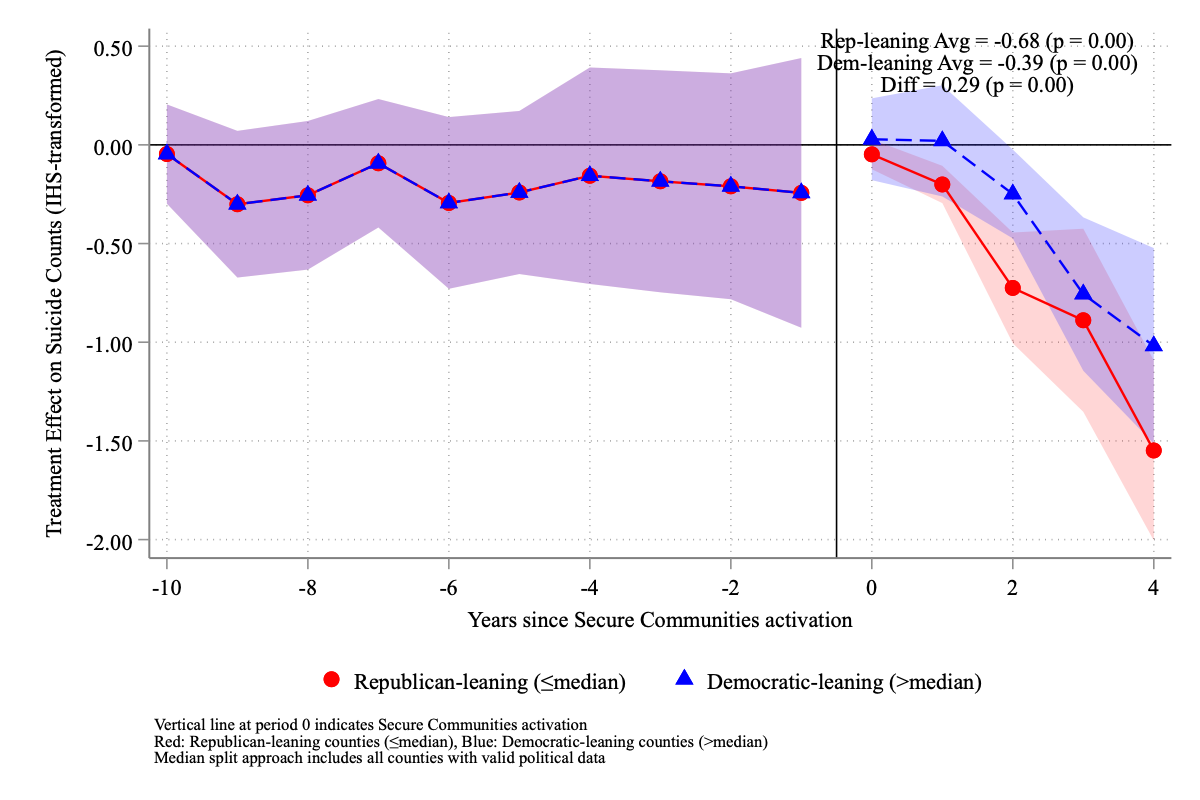 Rep-leaning Avg = -0.68 (p = 0.00)
Dem-leaning Avg = -0.39 (p = 0.00)
Diff = 0.29 (p = 0.00)
Treatment Effect on Suicide Counts (IHS-transformed)
0.50
0.00
-0.50
-1.00
-1.50
-2.00
-10 -8 -6 -4 -2 0 2 4
Years since Secure Communities activation
Republican-leaning (≤median) Democratic-leaning (>median)
Vertical line at period 0 indicates Secure Communities activation
Red: Republican-leaning counties (≤median), Blue: Democratic-leaning counties (>median)
Median split approach includes all counties with valid political data